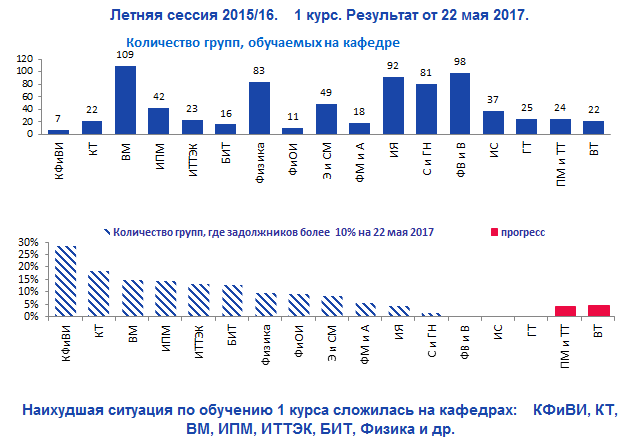 Летняя сессия 2015/16. 1 курс. Результат от 22 мая 2017.
Количество групп, обучаемых на кафедре
120
100
80
60
40
20
0
7
22
109
42
23
16
83
11
49
18
92
81
98
37
25
24
22
КФиВИ
КТ
ВМ
ИПМ
ИТТЭК
БИТ
Физика
ФиОИ
Э и СМ
ФМ и А
ИЯ
С и ГН
ФВ и В
ИС
ГТ
ПМ и ТТ
ВТ
Количество групп, где задолжников более 10% на 22 мая 2017
прогресс
30%
25%
20%
15%
10%
5%
0%
КФиВИ
КТ
ВМ
ИПМ
ИТТЭК
БИТ
Физика
ФиОИ
Э и СМ
ФМ и А
ИЯ
С и ГН
ФВ и В
ИС
ГТ
ПМ и ТТ
ВТ
Наихудшая ситуация по обучению 1 курса сложилась на кафедрах: КФиВИ, КТ,
ВМ, ИПМ, ИТТЭК, БИТ, Физика и др.